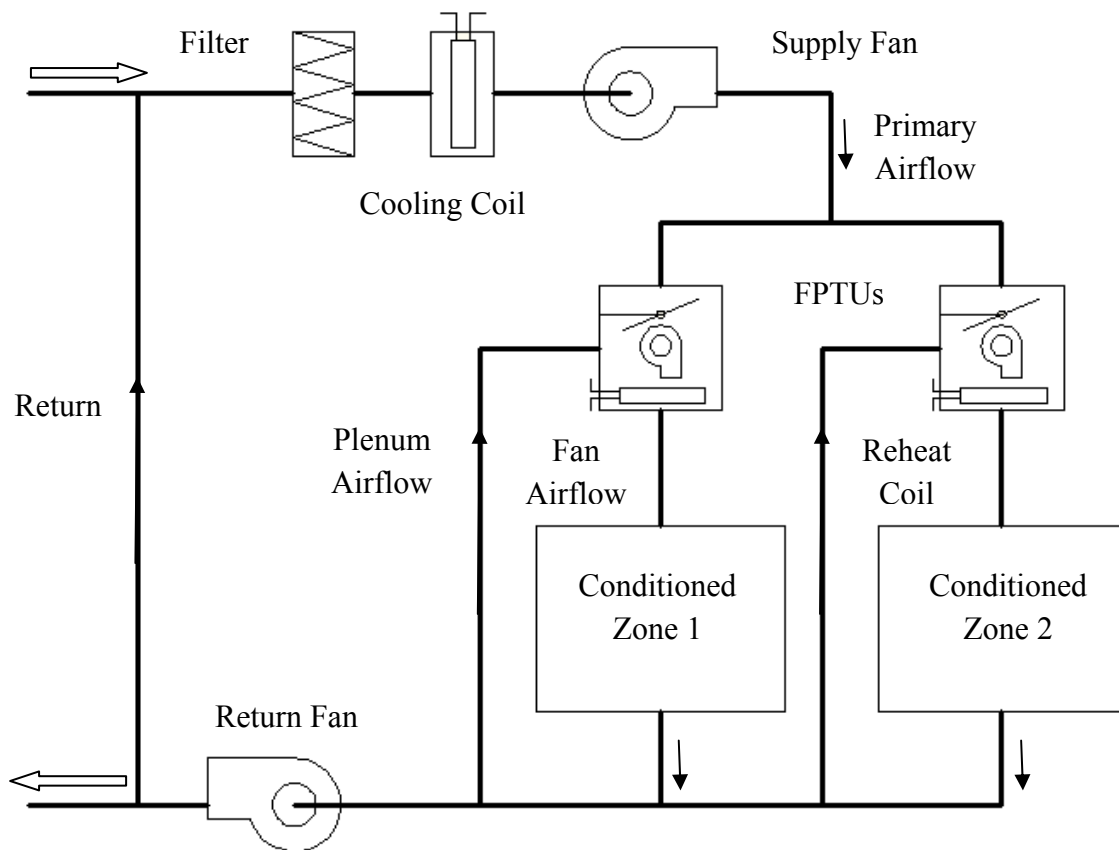 Filter
Supply Fan
Primary
Airflow
Cooling Coil
FPTUs
Return
Plenum
Airflow
Fan
Airflow
Reheat
Coil
Conditioned
Zone 1
Conditioned
Zone 2
Return Fan